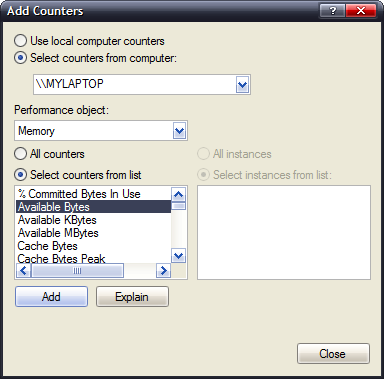 Add Counters
Use local computer counters
Select counters from computer:
\\MYLAPTOP
Performance object:
Memory
All counters
All instances
Select counters from list
Select instances from list:
% Committed Bytes In Use
Available Bytes
Available KBytes
Available MBytes
Cache Bytes
Cache Bytes Peak
Add
Explain
Close